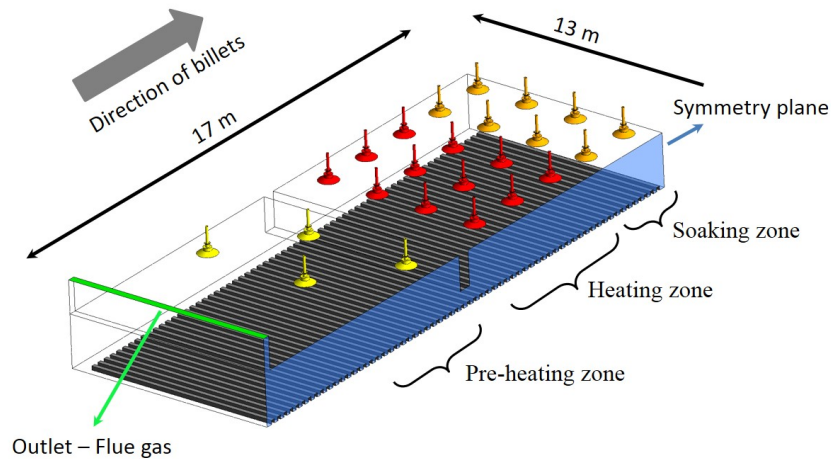 13 m
Direction of billets
17 m
Symmetry plane
Soaking zone
Heating zone
Pre-heating zone
Outlet – Flue gas